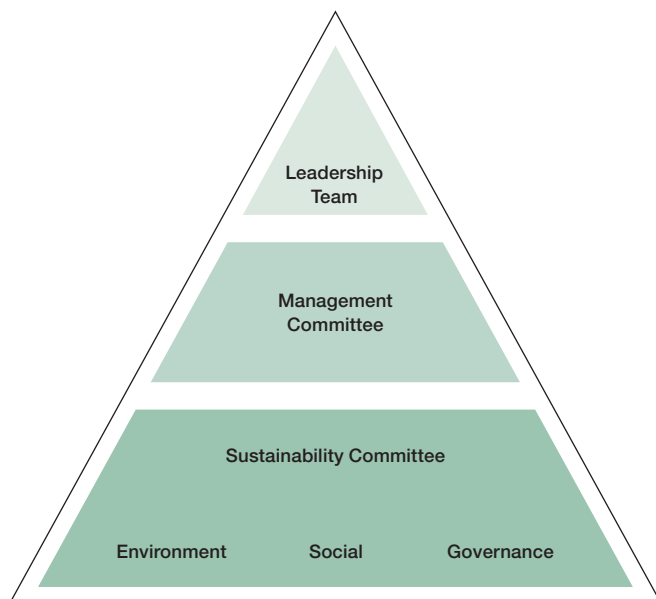 Leadership
Team
Management
Committee
Sustainability Committee
Environment Social Governance